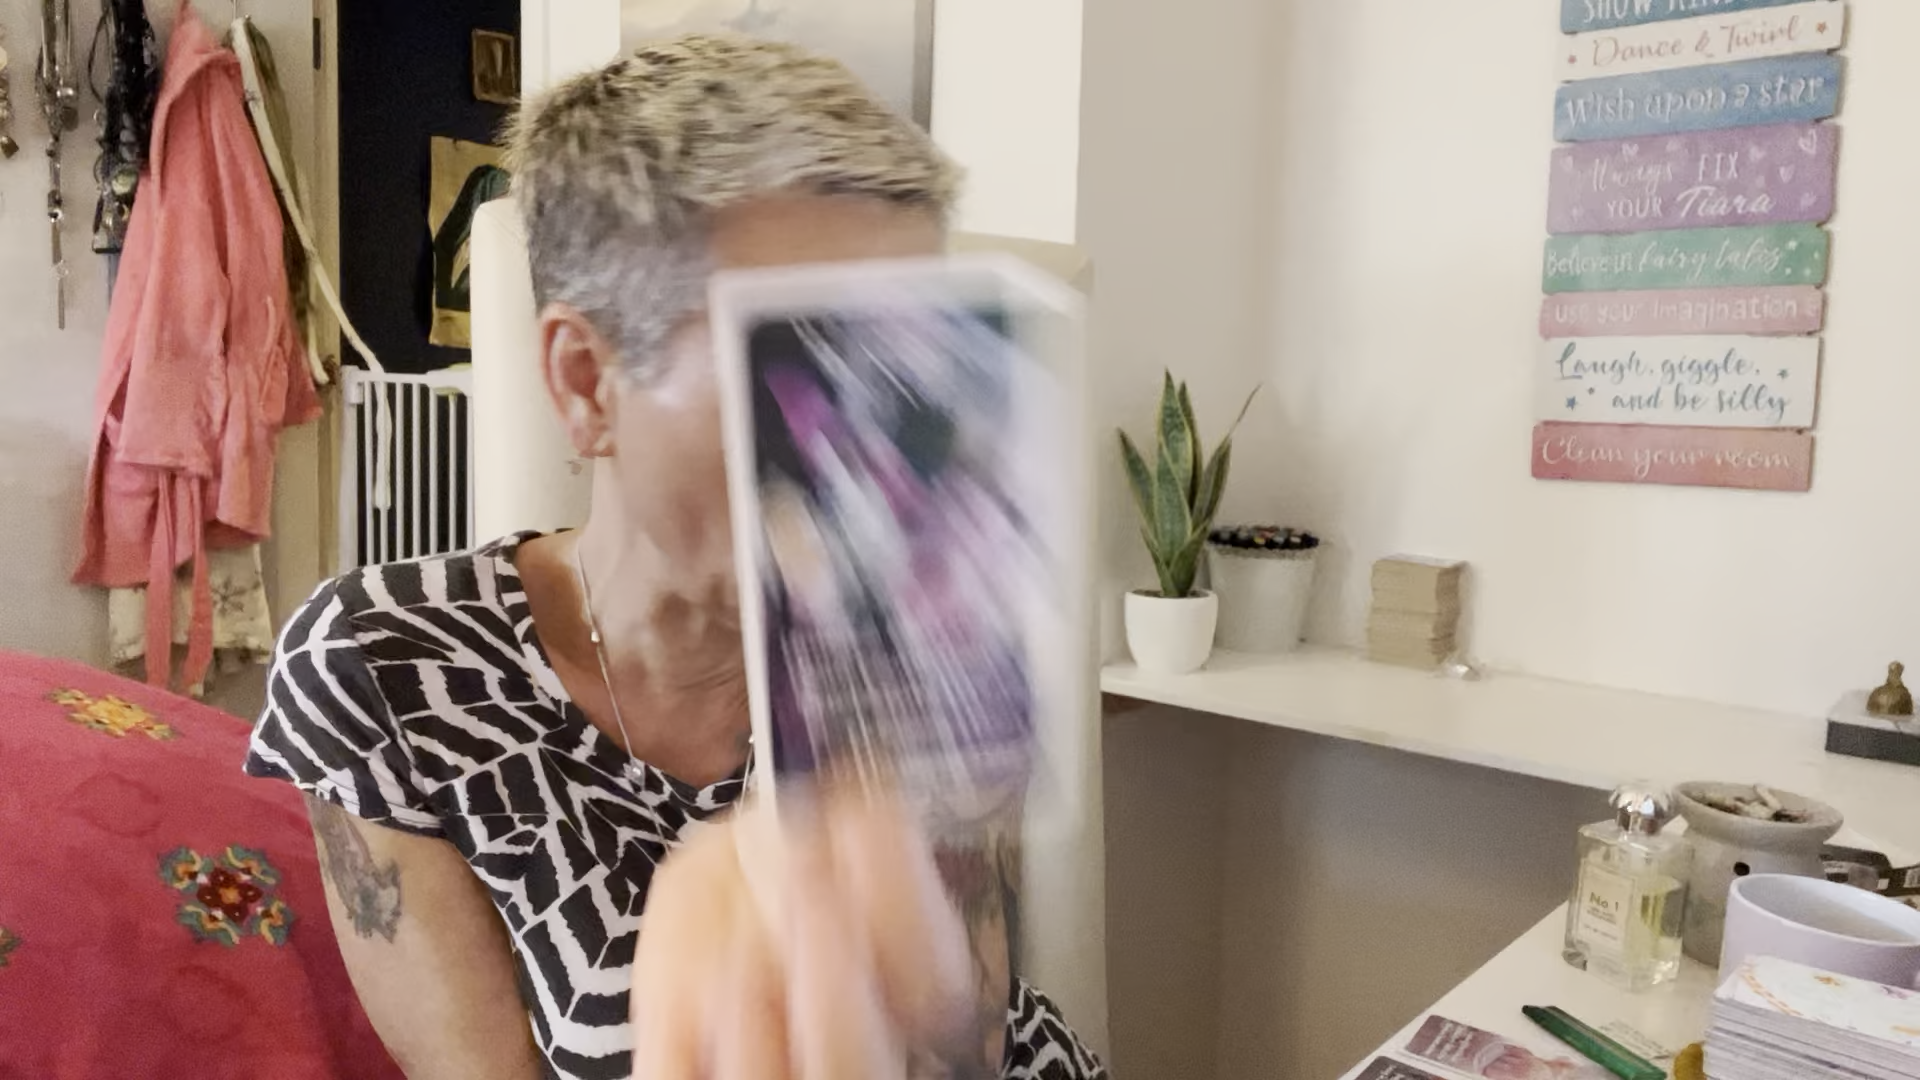 SHOW
Dance & Twirl
Wish upon a star
Always FIX
YOUR Tiara
Believe in fairy tales
use your imagination
Laugh, giggle,
and be silly
Clean your room
No 1